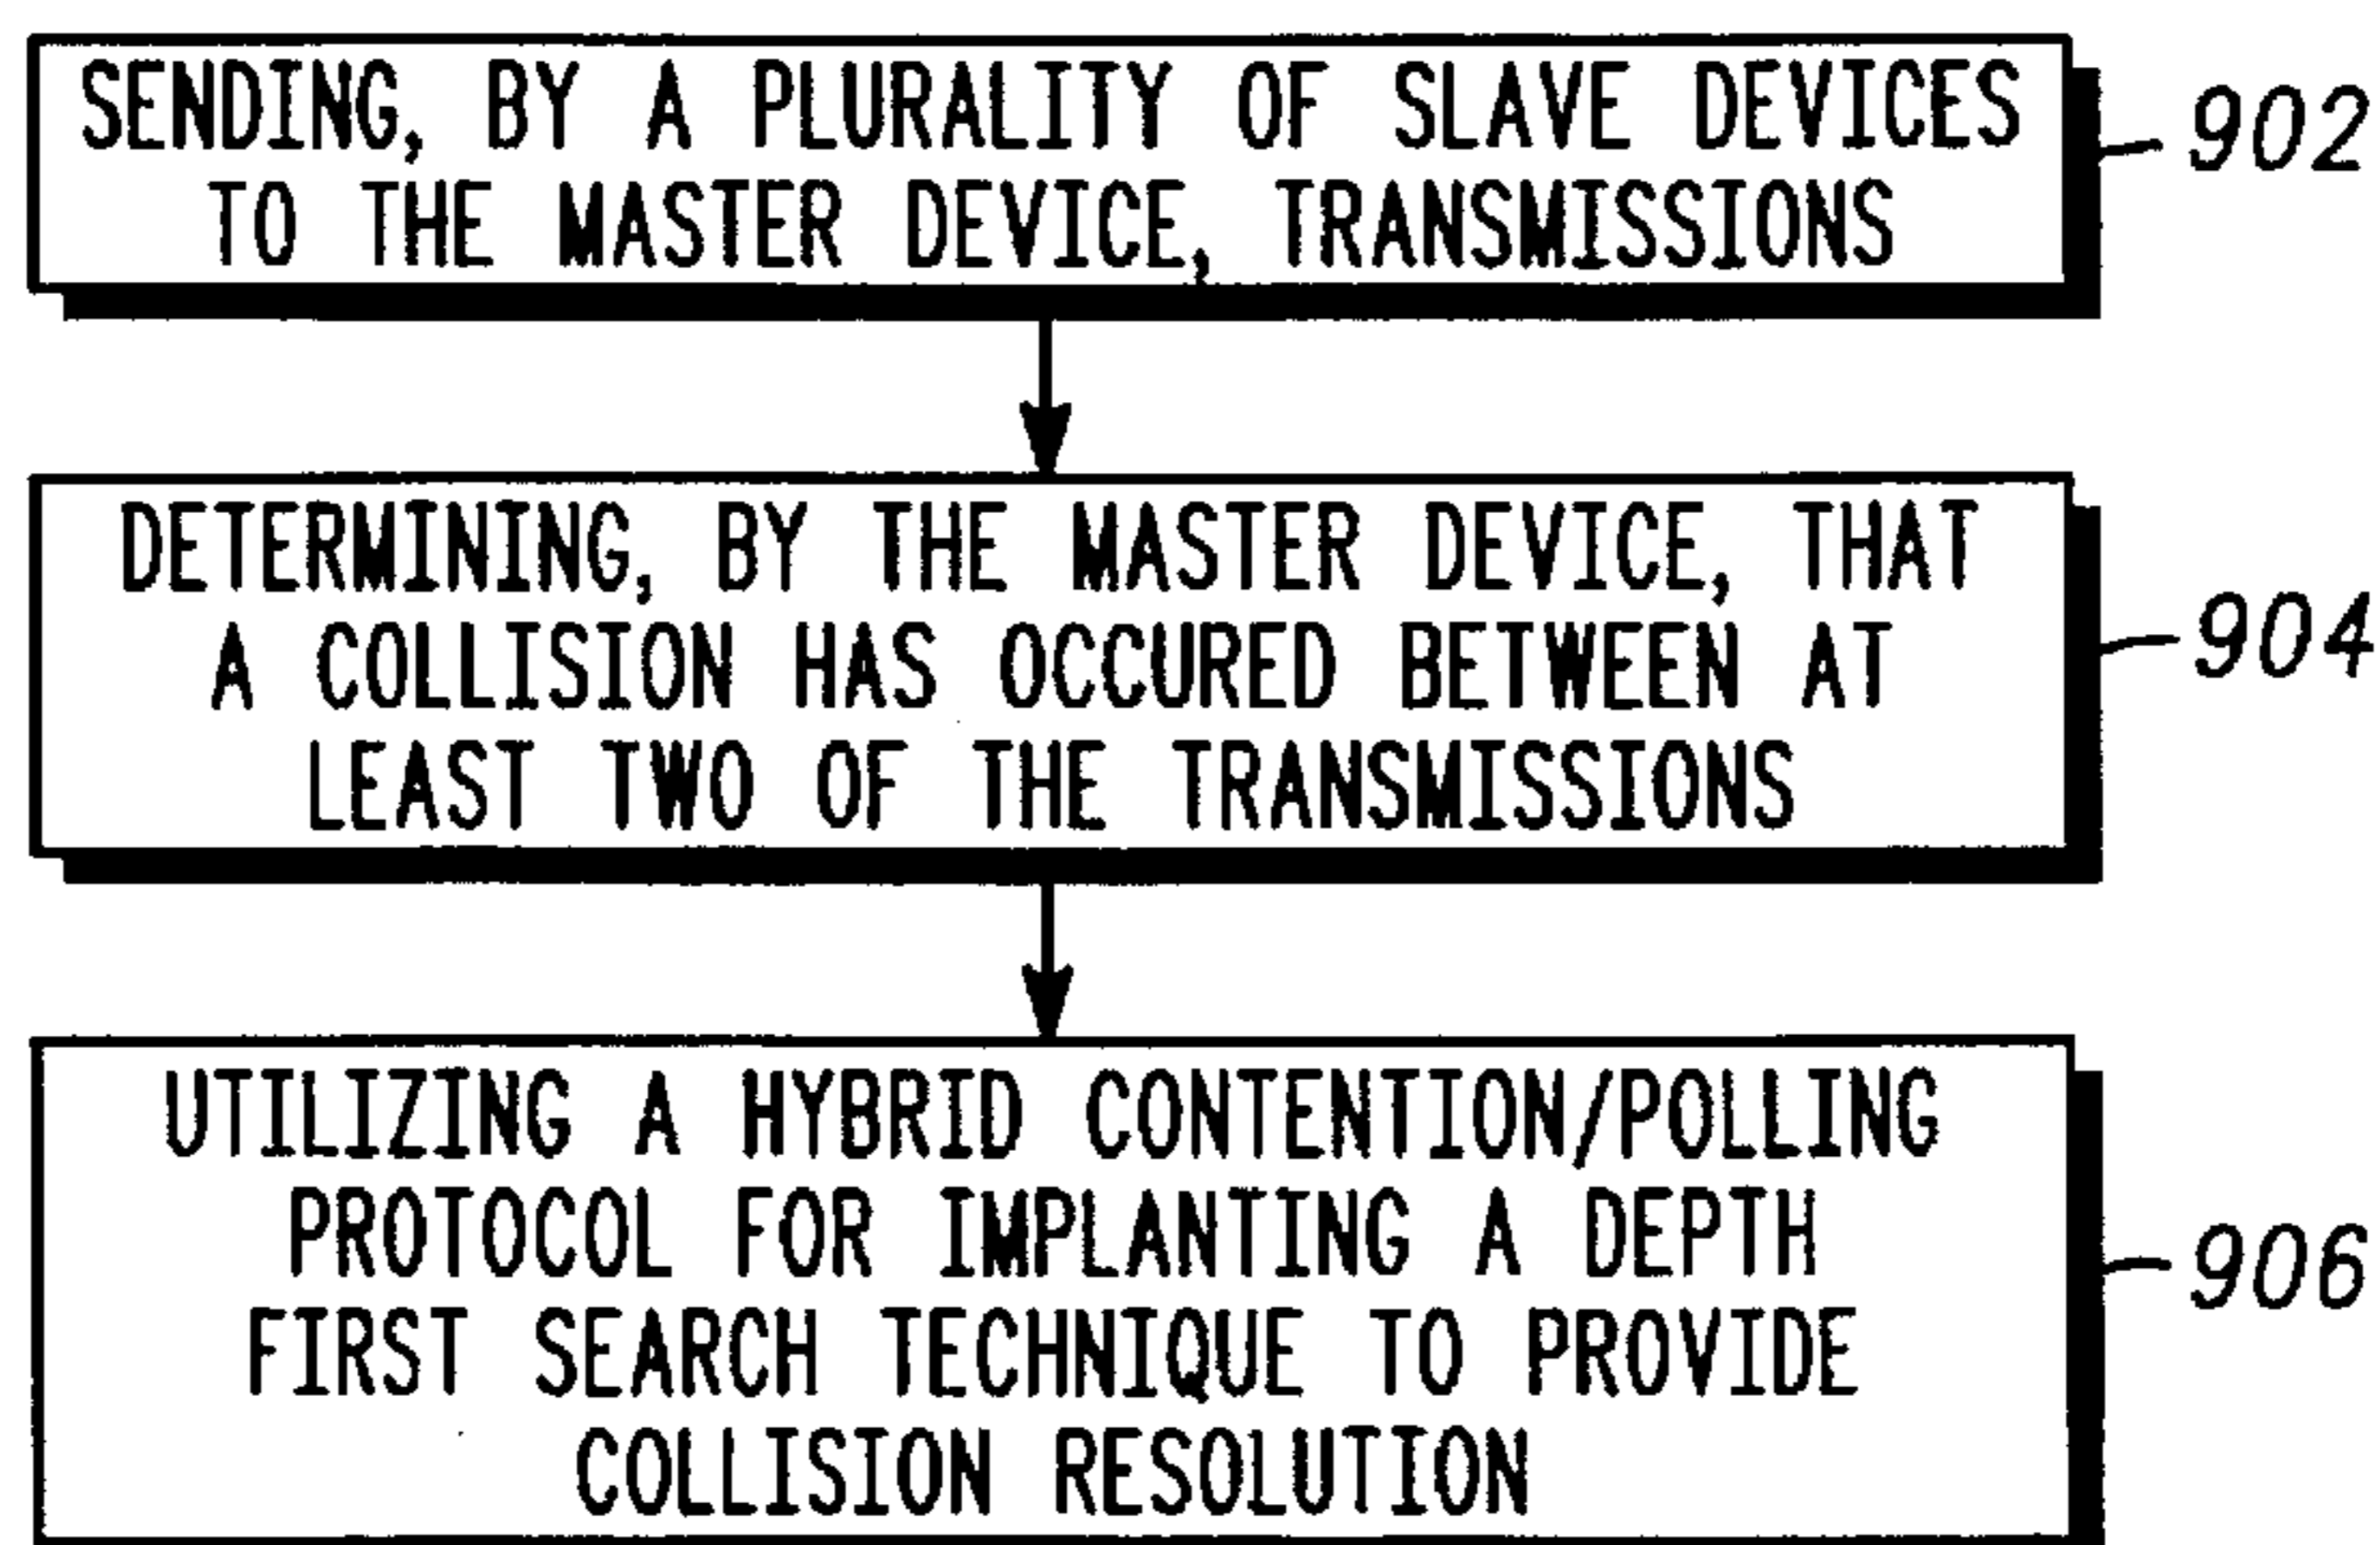 SENDING, BY A PLURALITY OF SLAVE DEVICES
TO THE MASTER DEVICE, TRANSMISSIONS
902
DETERMINING, BY THE MASTER DEVICE, THAT
A COLLISION HAS OCCURED BETWEEN AT
LEAST TWO OF THE TRANSMISSIONS
904
UTILIZING A HYBRID CONTENTION/POLLING
PROTOCOL FOR IMPLANTING A DEPTH
FIRST SEARCH TECHNIQUE TO PROVIDE
COLLISION RESOLUTION
906